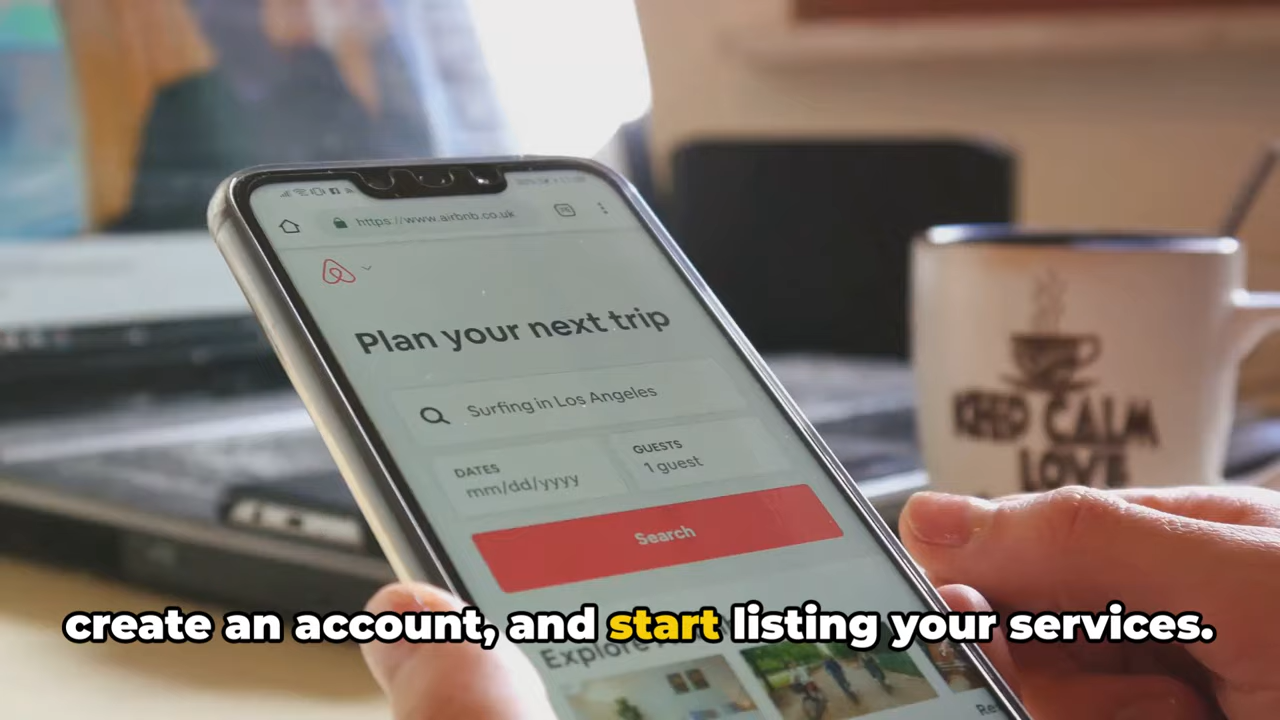 https://www.airbnb.co.uk
Plan your next trip
Surfing in Los Angeles
DATES
mm/dd/yyyy
GUESTS
1 guest
Search
KEEP CALM
LOVE
create an account, and start listing your services.
Explore